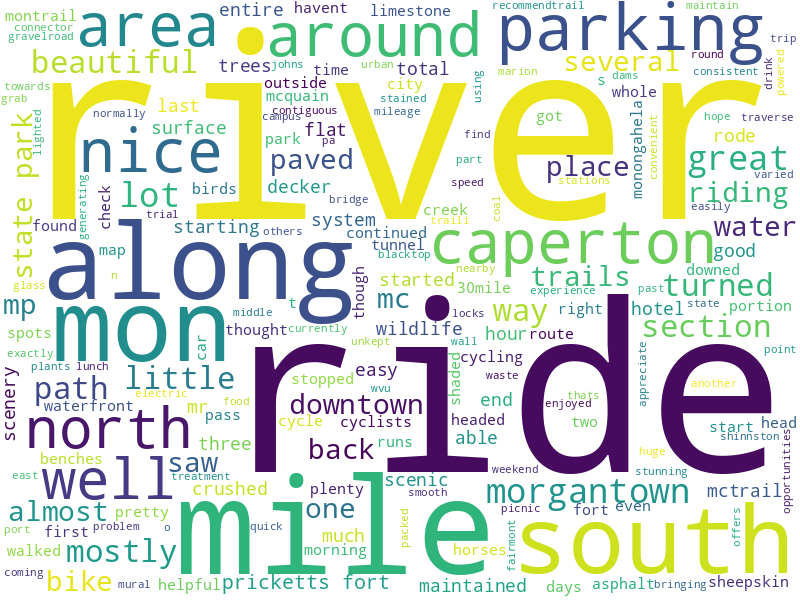 montrail
area
entire
havent
limestone
recommendtrail
maintain
connector
gravelroad
around
parking
trip
towards
grab
beautiful
trees
johns
time
urban
total
several
marion
round
consistent
drink
powered
outside
mcquain
contiguous
city
stained
mileage
s
dams
whole
using
lighted
river
last
surface
campus
normally
park
flat
pa
got
traverse
hope
rode
find
monongahela
convenient
state park
nice
check
paved
place
part
great
lot
birds
decker
bridge
speed
stations
coal
varied
easily
riding
generating
trial
found
others
starting
system
creek
continued
traili
water
map
tunnel
blacktop
along
caperton
good
glass
n
middle
started
nearby
experience
trails
past
downed
turned
mp
though
t
mc
30mile
way
right
hotel
state
portion
locks
spots
mon
car
thought
currently
wildlife
unkept
wall
hour
route
section
point
exactly
plants
lunch
easy
cycling
shaded
thats
appreciate
scenery
path
little
electric
stopped
wvu
waste
ride
another
waterfront
mr
food
downtown
enjoyed
end
start
head
pass
cycle
cyclists
headed
two
shinnston
north
three
back
runs
able
huge
opportunities
benches
well
saw
weekend
scenic
stunning
east
treatment
crushed
plenty
smooth
morgantown
mctrail
almost
pretty
one
mile
picnic
fort
even
port
first
problem
o
quick
much
packed
south
offers
walked
mostly
morning
horses
fairmont
coming
bike
mural
helpful
pricketts fort
maintained
days
asphalt
bringing
sheepskin